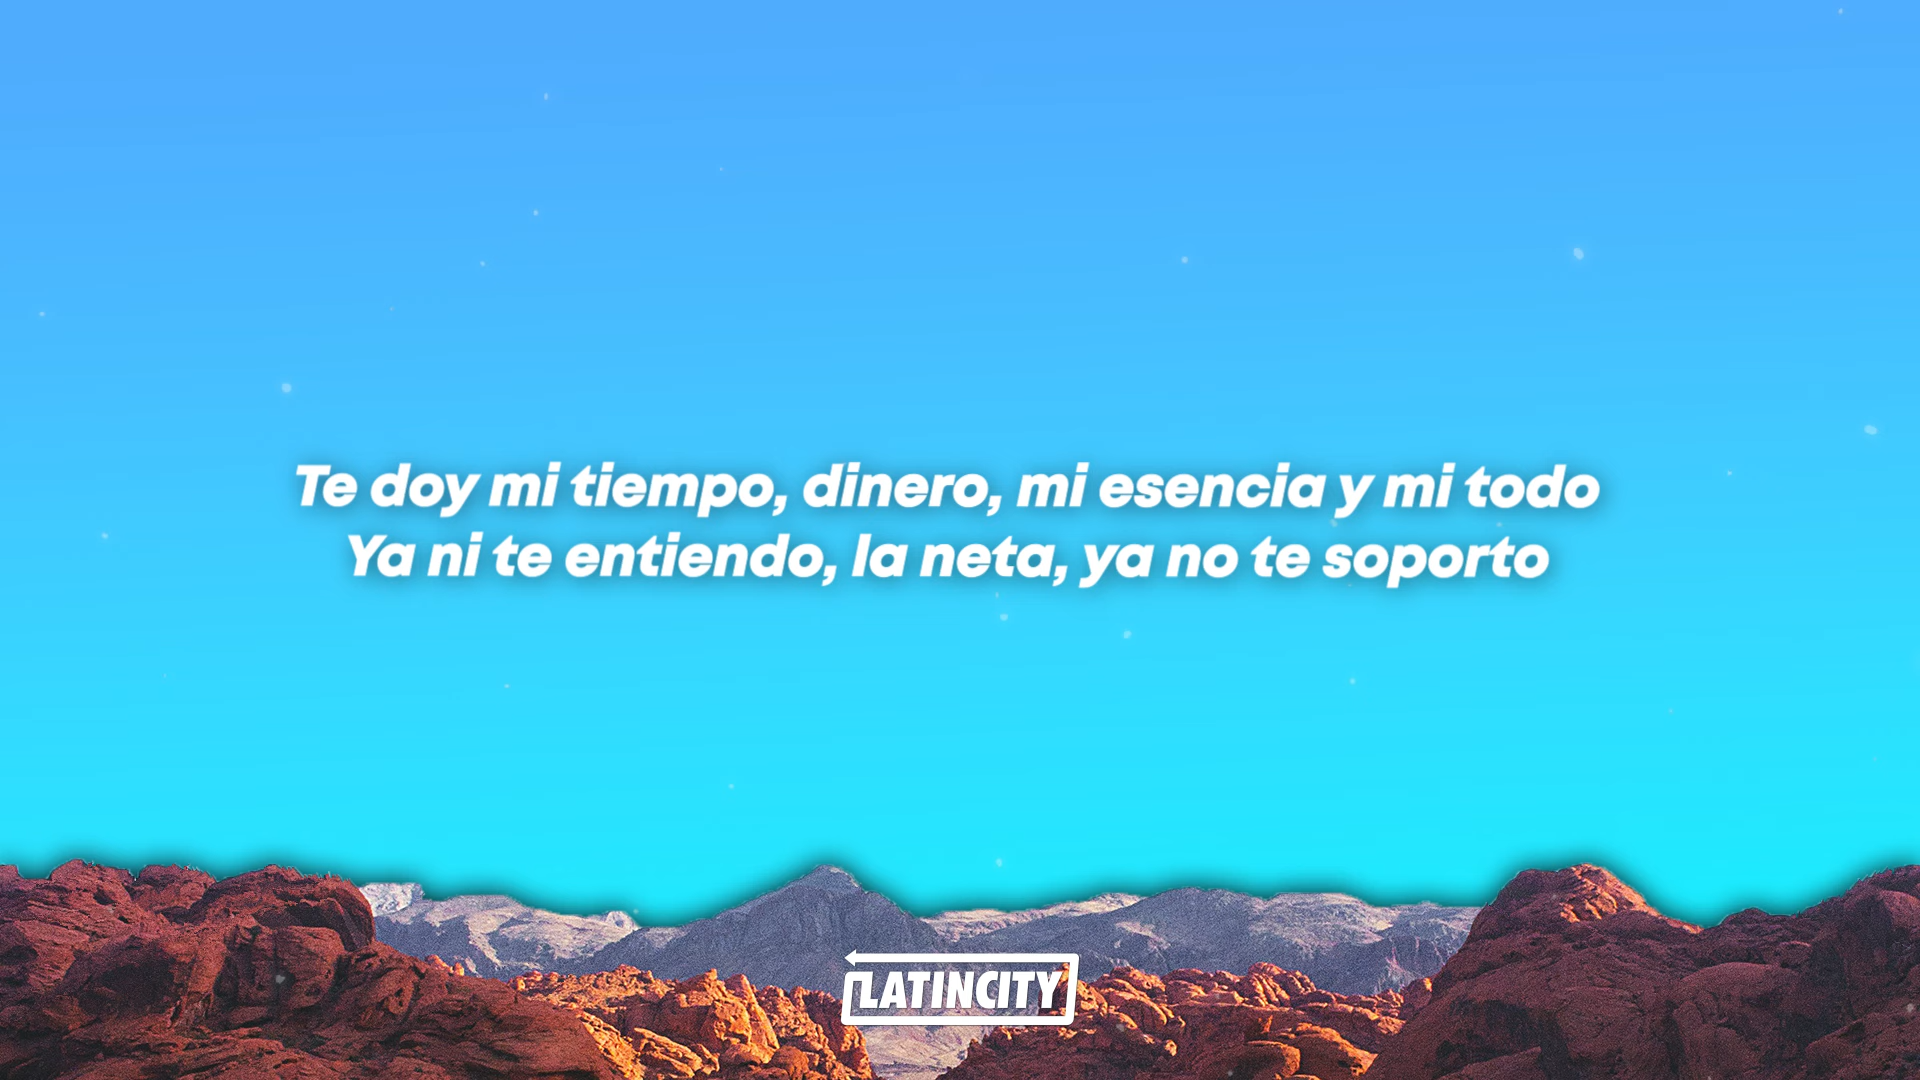 Te doy mi tiempo, dinero, mi esencia y mi todo
Ya ni te entiendo, la neta, ya no te soporto
LATINCITY